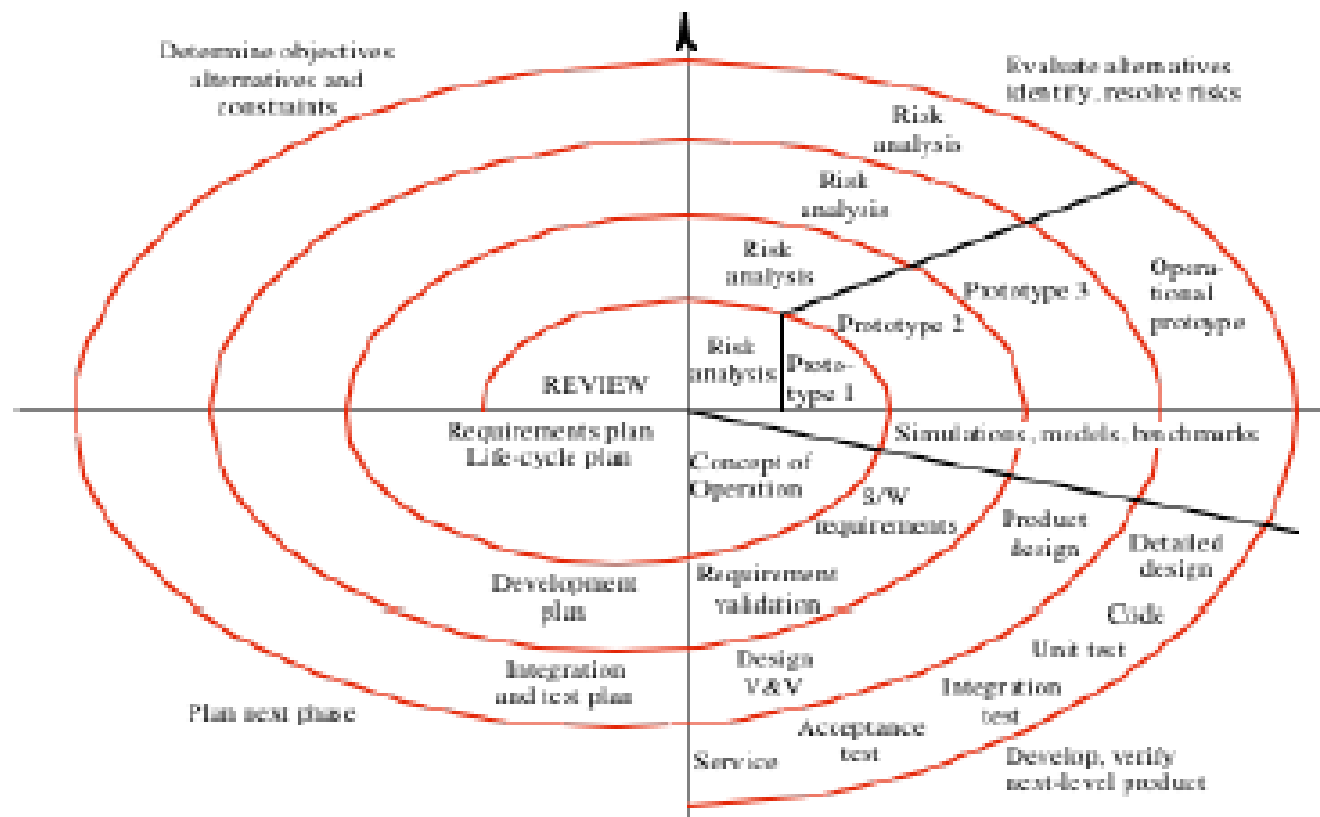 Determine objectives
alternatives and
constraints
Evaluate alternatives
identify, resolve risks
Risk
analysis
Risk
analysis
Risk
analysis
Risk
analysis
Proto-
type 1
Prototype 2
Prototype 3
Opera-
tional
protoype
REVIEW
Requirements plan
Life-cycle plan
Simulations, models, benchmarks
Concept of
Operation
S/W
requirements
Product
design
Detailed
design
Development
plan
Requirement
validation
Code
Unit test
Integration
and test plan
Design
V&V
Integration
test
Plan next phase
Acceptance
test
Service
Develop, verify
next-level product